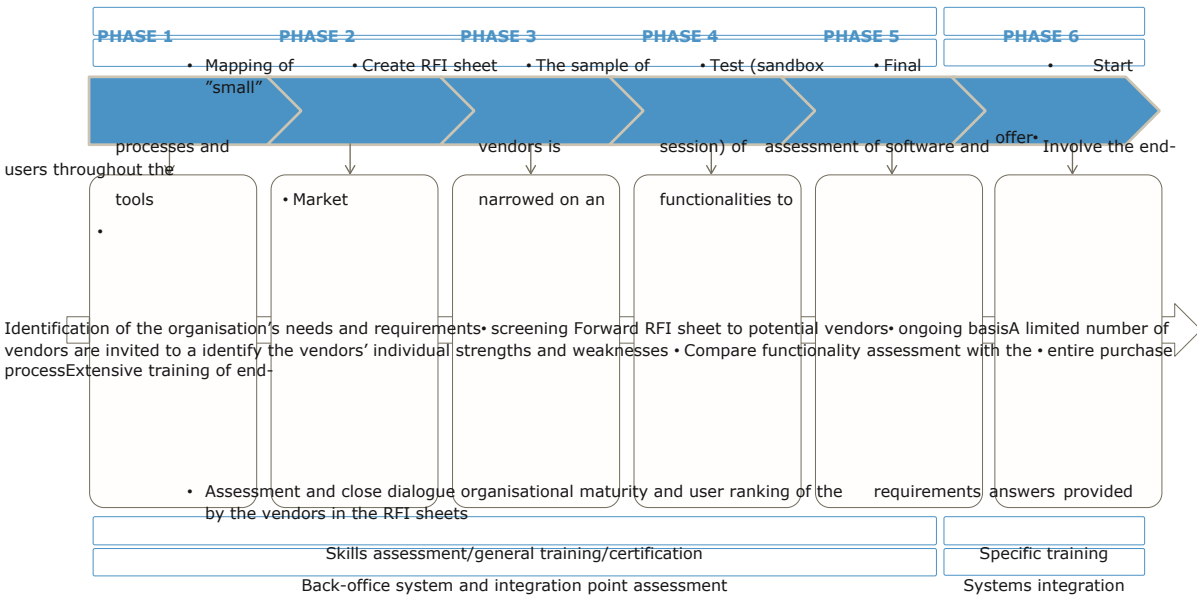 PHASE 1 PHASE 2 PHASE 3 PHASE 4 PHASE 5 PHASE 6
• Mapping of • Create RFI sheet • The sample of • Test (sandbox • Final • Start
”small”
offer•
processes and vendors is session) of assessment of software and Involve the end-
users throughout the
tools • Market narrowed on an functionalities to
•
Identification of the organisation’s needs and requirements• screening Forward RFI sheet to potential vendors• ongoing basisA limited number of
vendors are invited to a identify the vendors’ individual strengths and weaknesses • Compare functionality assessment with the • entire purchase
processExtensive training of end-
• Assessment and close dialogue organisational maturity and user ranking of the requirements answers provided
by the vendors in the RFI sheets
Skills assessment/general training/certification Specific training
Back-office system and integration point assessment Systems integration